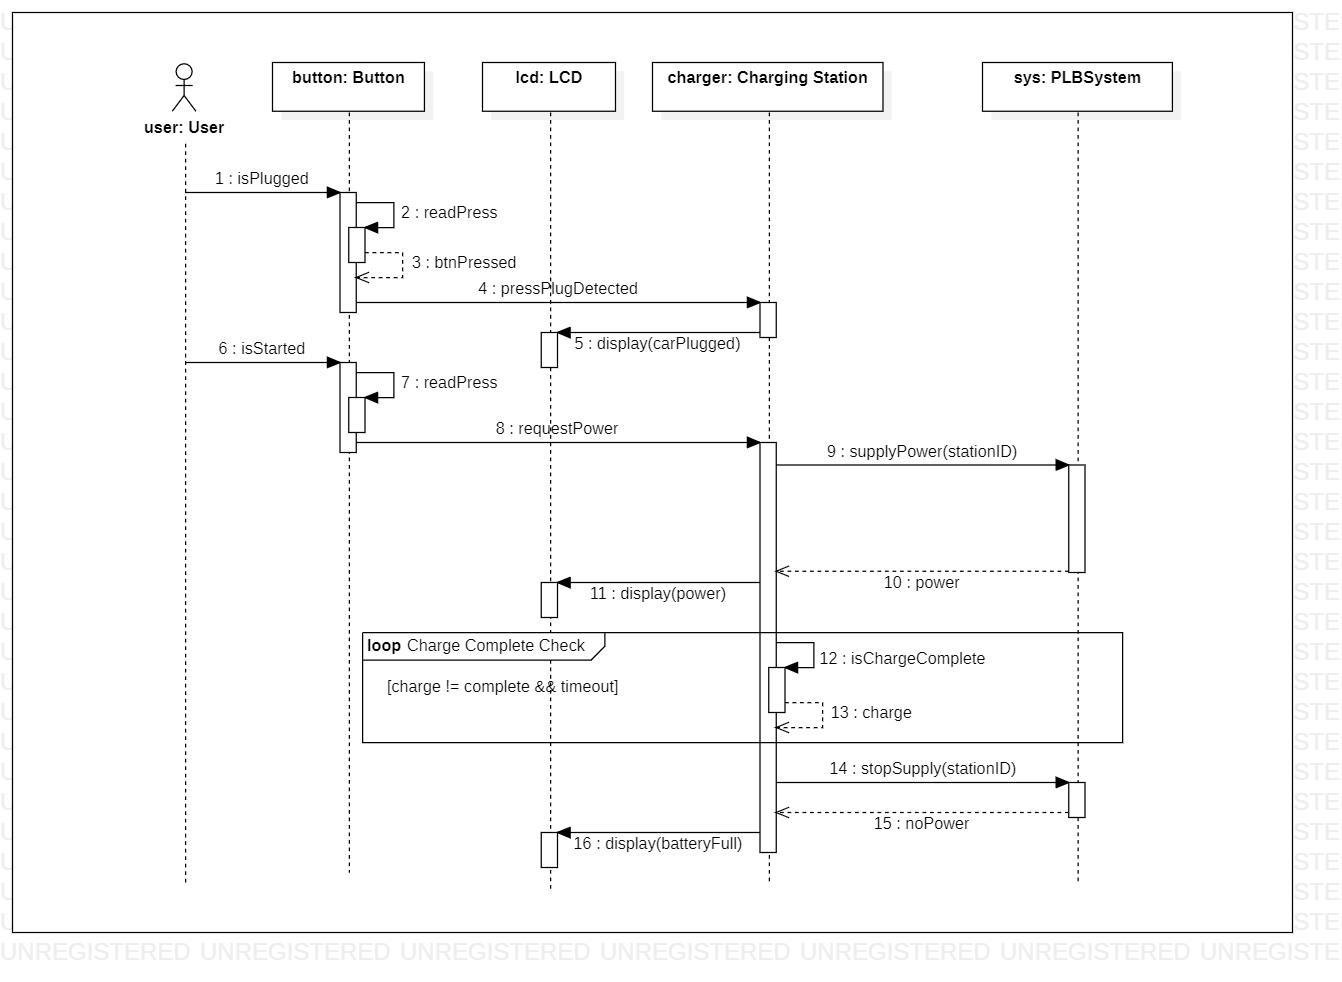 button: Button
lcd: LCD
charger: Charging Station
sys: PLBSystem
user: User
1 : isPlugged
2 : readPress
3 : btnPressed
4 : pressPlugDetected
5 : display(carPlugged)
6 : isStarted
7 : readPress
8 : requestPower
9 : supplyPower(stationID)
10 : power
11 : display(power)
loop Charge Complete Check
12 : isChargeComplete
[charge != complete && timeout]
13 : charge
14 : stopSupply(stationID)
15 : noPower
16 : display(batteryFull)
UNREGISTERED UNREGISTERED UNREGISTERED UNREGISTERED UNREGISTERED UNREGISTERED UNREGISTE